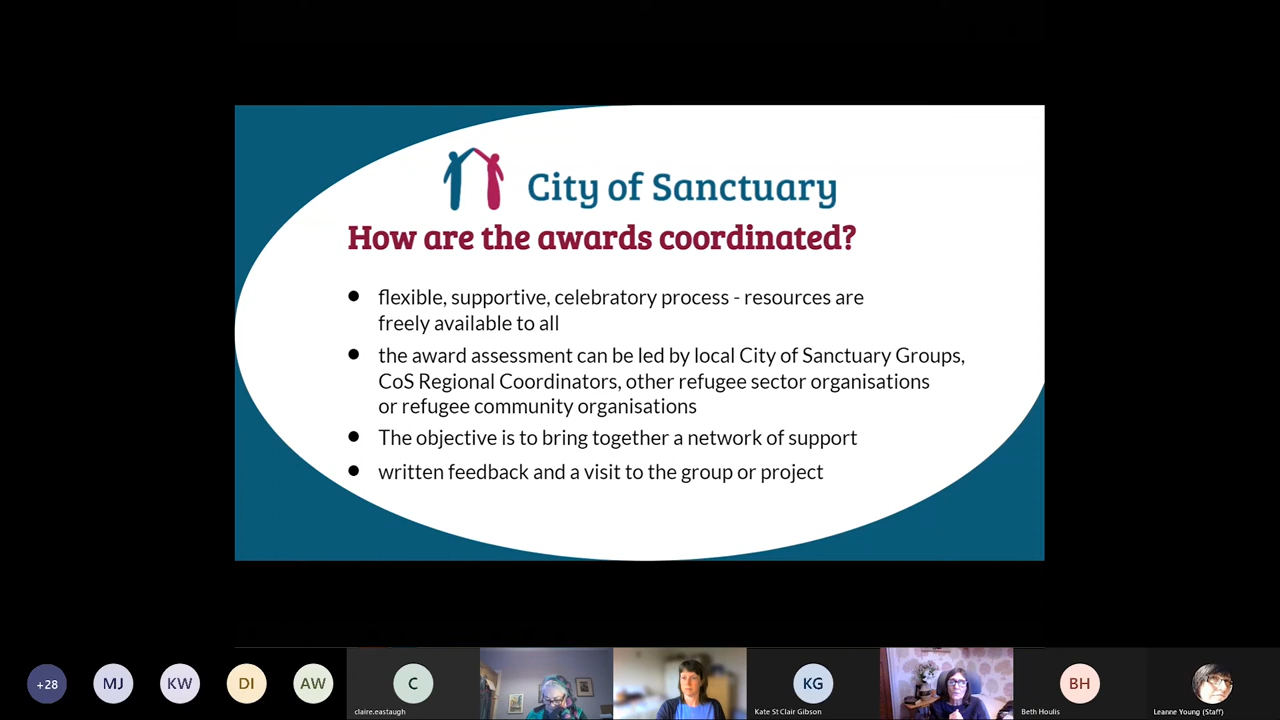 City of Sanctuary
How are the awards coordinated?
flexible, supportive, celebratory process - resources are
freely available to all
the award assessment can be led by local City of Sanctuary Groups,
CoS Regional Coordinators, other refugee sector organisations
or refugee community organisations
The objective is to bring together a network of support
written feedback and a visit to the group or project
+28
MJ
KW
DI
AW
C
claire.eastaugh
KG
Kate St Clair Gibson
BH
Beth Houlis
Leanne Young (Staff)